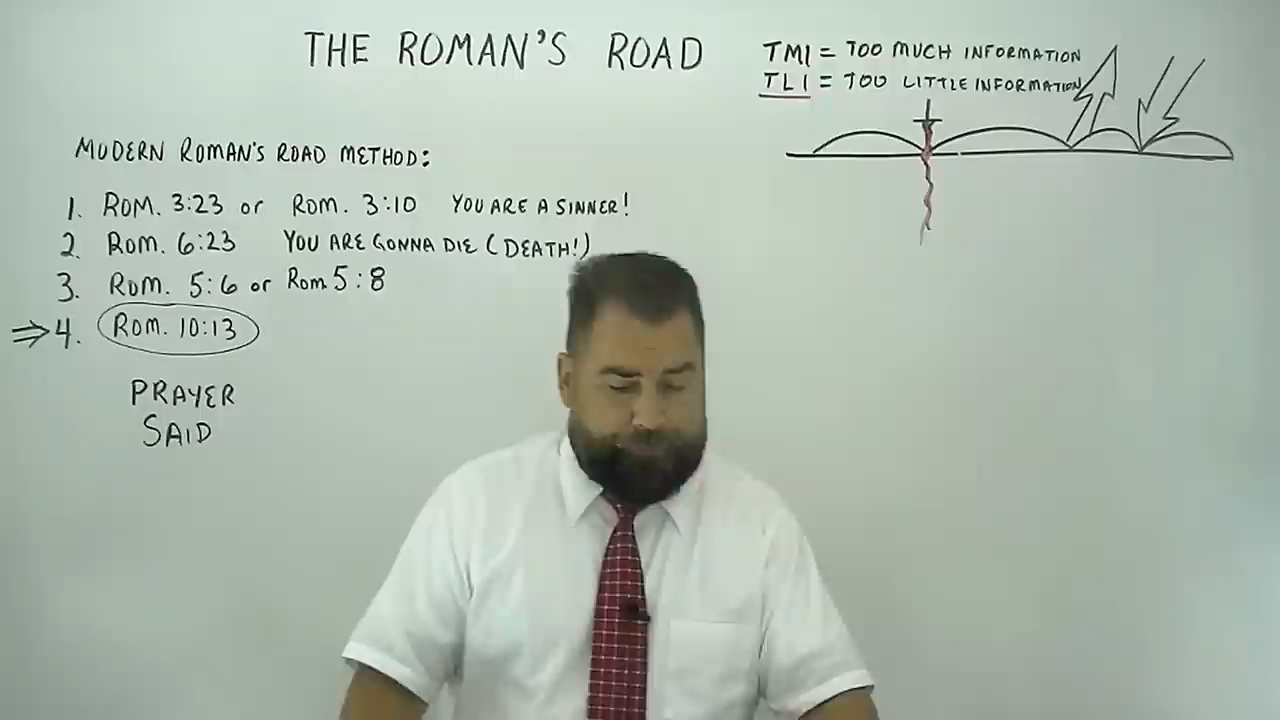 THE ROMAN'S ROAD
TMI = TOO MUCH INFORMATION
TLI = TOO LITTLE INFORMATION
MODERN ROMAN'S ROAD METHOD:
1. ROM. 3:23 or ROM. 3:10 YOU ARE A SINNER!
2. ROM. 6:23 YOU ARE GONNA DIE (DEATH!)
3. ROM. 5:6 or Rom 5:8
⇒ 4. ROM. 10:13
PRAYER
SAID